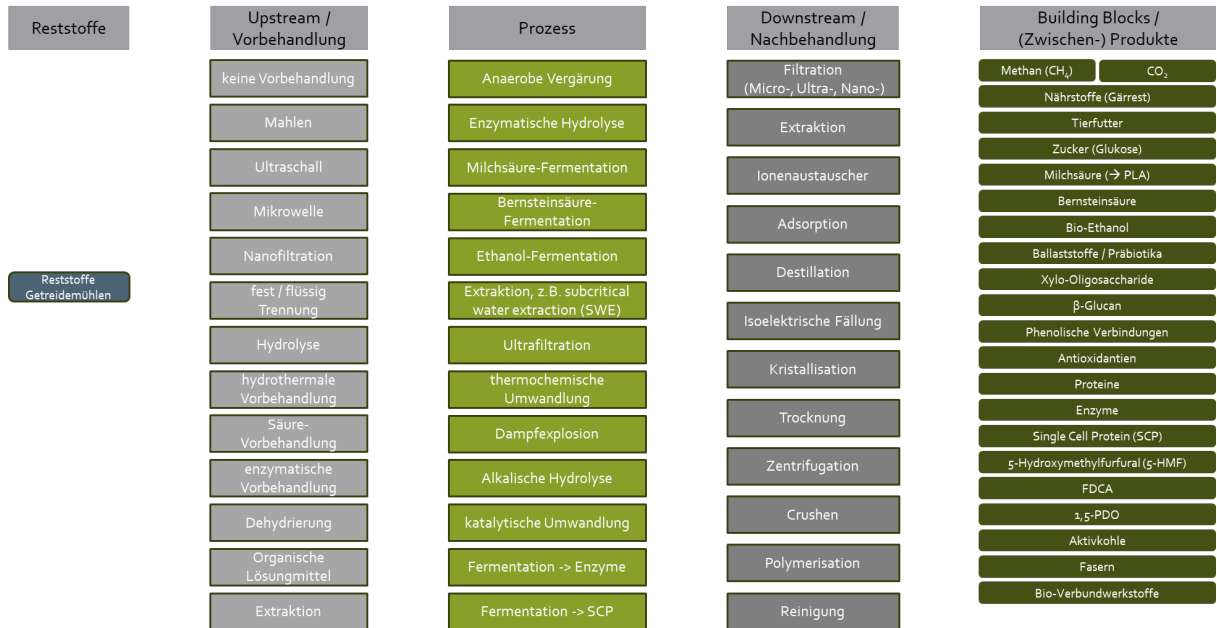 Reststoffe
Reststoffe
Getreidemühlen
Upstream /
Vorbehandlung
keine Vorbehandlung
Mahlen
Ultraschall
Mikrowelle
Nanofiltration
fest / flüssig
Trennung
Hydrolyse
hydrothermale
Vorbehandlung
Säure-
Vorbehandlung
enzymatische
Vorbehandlung
Dehydrierung
Organische
Lösungmittel
Extraktion
Prozess
Anaerobe Vergärung
Enzymatische Hydrolyse
Milchsäure-Fermentation
Bernsteinsäure-
Fermentation
Ethanol-Fermentation
Extraktion, z.B. subcritical
water extraction (SWE)
Ultrafiltration
thermochemische
Umwandlung
Dampfexplosion
Alkalische Hydrolyse
katalytische Umwandlung
Fermentation -> Enzyme
Fermentation -> SCP
Downstream /
Nachbehandlung
Filtration
(Micro-, Ultra-, Nano-)
Extraktion
Ionenaustauscher
Adsorption
Destillation
Isoelektrische Fällung
Kristallisation
Trocknung
Zentrifugation
Crushen
Polymerisation
Reinigung
Building Blocks /
(Zwischen-) Produkte
Methan (CH₄)
CO₂
Nährstoffe (Gärrest)
Tierfutter
Zucker (Glukose)
Milchsäure (→ PLA)
Bernsteinsäure
Bio-Ethanol
Ballaststoffe / Präbiotika
Xylo-Oligosaccharide
β-Glucan
Phenolische Verbindungen
Antioxidantien
Proteine
Enzyme
Single Cell Protein (SCP)
5-Hydroxymethylfurfural (5-HMF)
FDCA
1,5-PDO
Aktivkohle
Fasern
Bio-Verbundwerkstoffe